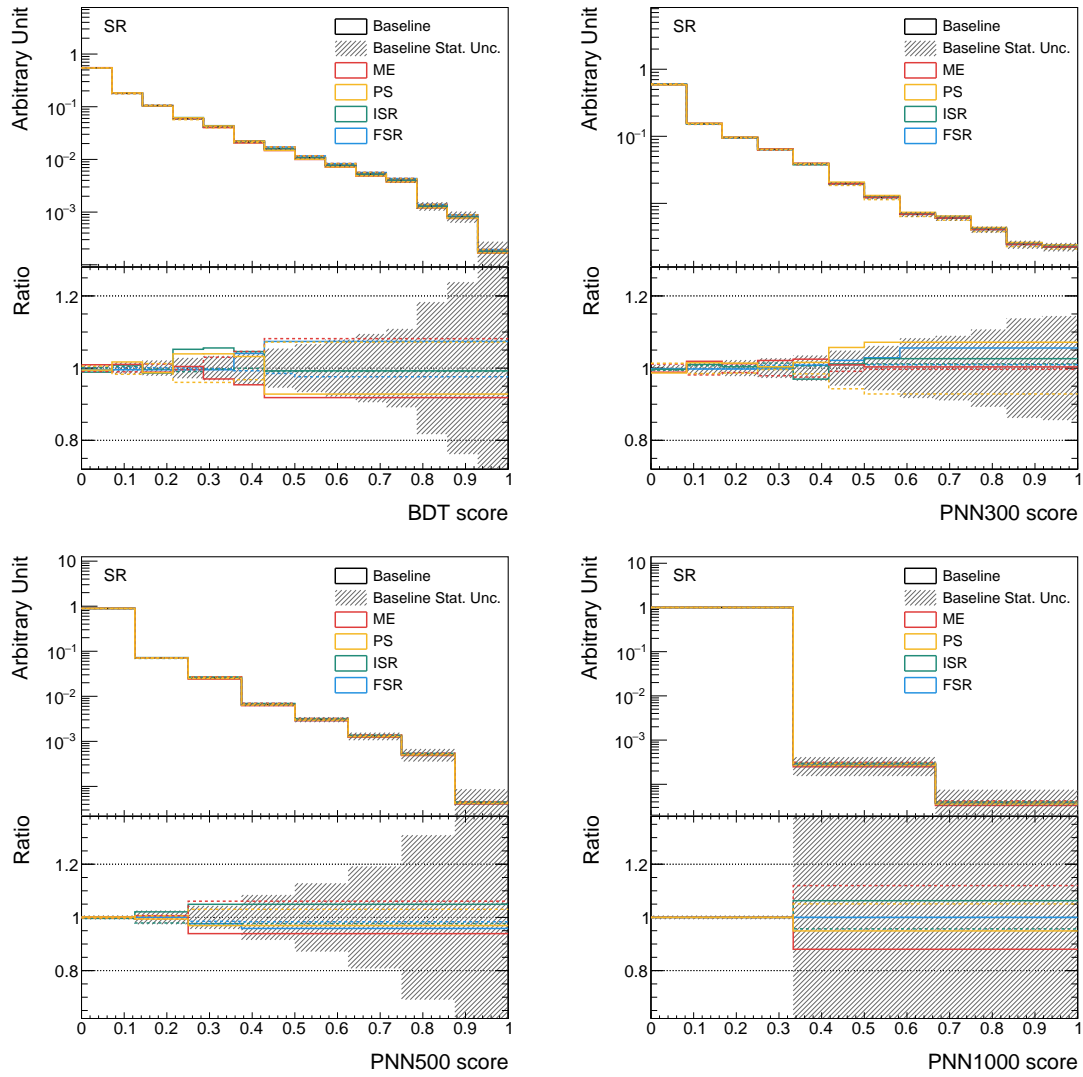 Arbitrary Unit
SR
Baseline
Baseline Stat. Unc.
ME
PS
ISR
FSR
1
10⁻¹
10⁻²
10⁻³
Ratio
1.2
1
0.8
0 0.1 0.2 0.3 0.4 0.5 0.6 0.7 0.8 0.9 1
BDT score
Arbitrary Unit
SR
Baseline
Baseline Stat. Unc.
ME
PS
ISR
FSR
1
10⁻¹
Ratio
1.2
1
0.8
0 0.1 0.2 0.3 0.4 0.5 0.6 0.7 0.8 0.9 1
PNN300 score
Arbitrary Unit
SR
Baseline
Baseline Stat. Unc.
ME
PS
ISR
FSR
10
1
10⁻¹
10⁻²
10⁻³
Ratio
1.2
1
0.8
0 0.1 0.2 0.3 0.4 0.5 0.6 0.7 0.8 0.9 1
PNN500 score
Arbitrary Unit
SR
Baseline
Baseline Stat. Unc.
ME
PS
ISR
FSR
10
1
10⁻¹
10⁻²
10⁻³
Ratio
1.2
1
0.8
0 0.1 0.2 0.3 0.4 0.5 0.6 0.7 0.8 0.9 1
PNN1000 score